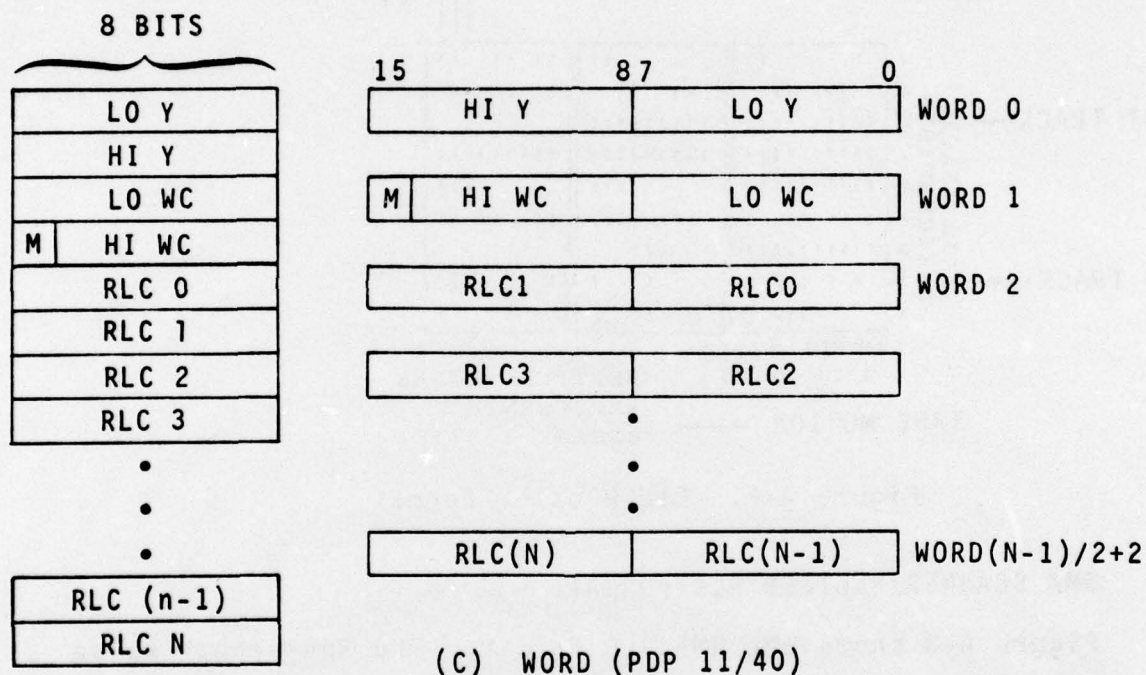 8 BITS
LO Y
HI Y
LO WC
M HI WC
RLC 0
RLC 1
RLC 2
RLC 3
RLC (n-1)
RLC N
15 87 0
HI Y LO Y WORD 0
M HI WC LO WC WORD 1
RLC1 RLC0 WORD 2
RLC3 RLC2
RLC(N) RLC(N-1) WORD(N-1)/2+2
(C) WORD (PDP 11/40)